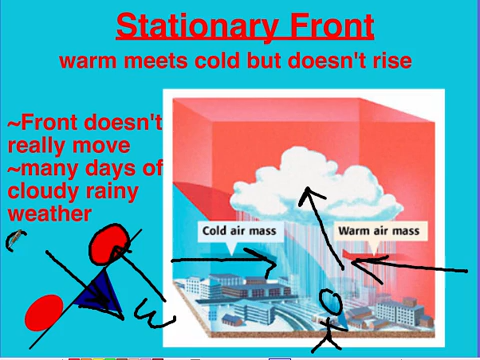 Stationary Front
warm meets cold but doesn't rise
~Front doesn't
really move
~many days of
cloudy rainy
weather
Cold air mass
Warm air mass